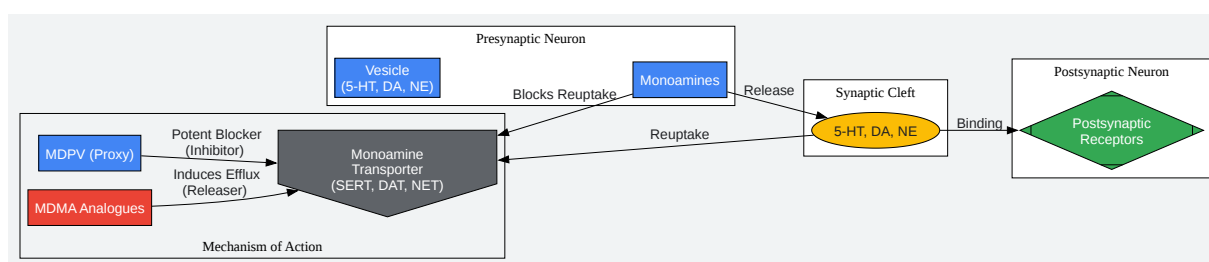 Presynaptic Neuron
Vesicle
(5-HT, DA, NE)
Monoamines
Blocks Reuptake
Release
Synaptic Cleft
5-HT, DA, NE
Reuptake
Binding
Postsynaptic Neuron
Postsynaptic
Receptors
MDPV (Proxy)
Potent Blocker
(Inhibitor)
Induces Efflux
(Releaser)
MDMA Analogues
Monoamine
Transporter
(SERT, DAT, NET)
Mechanism of Action